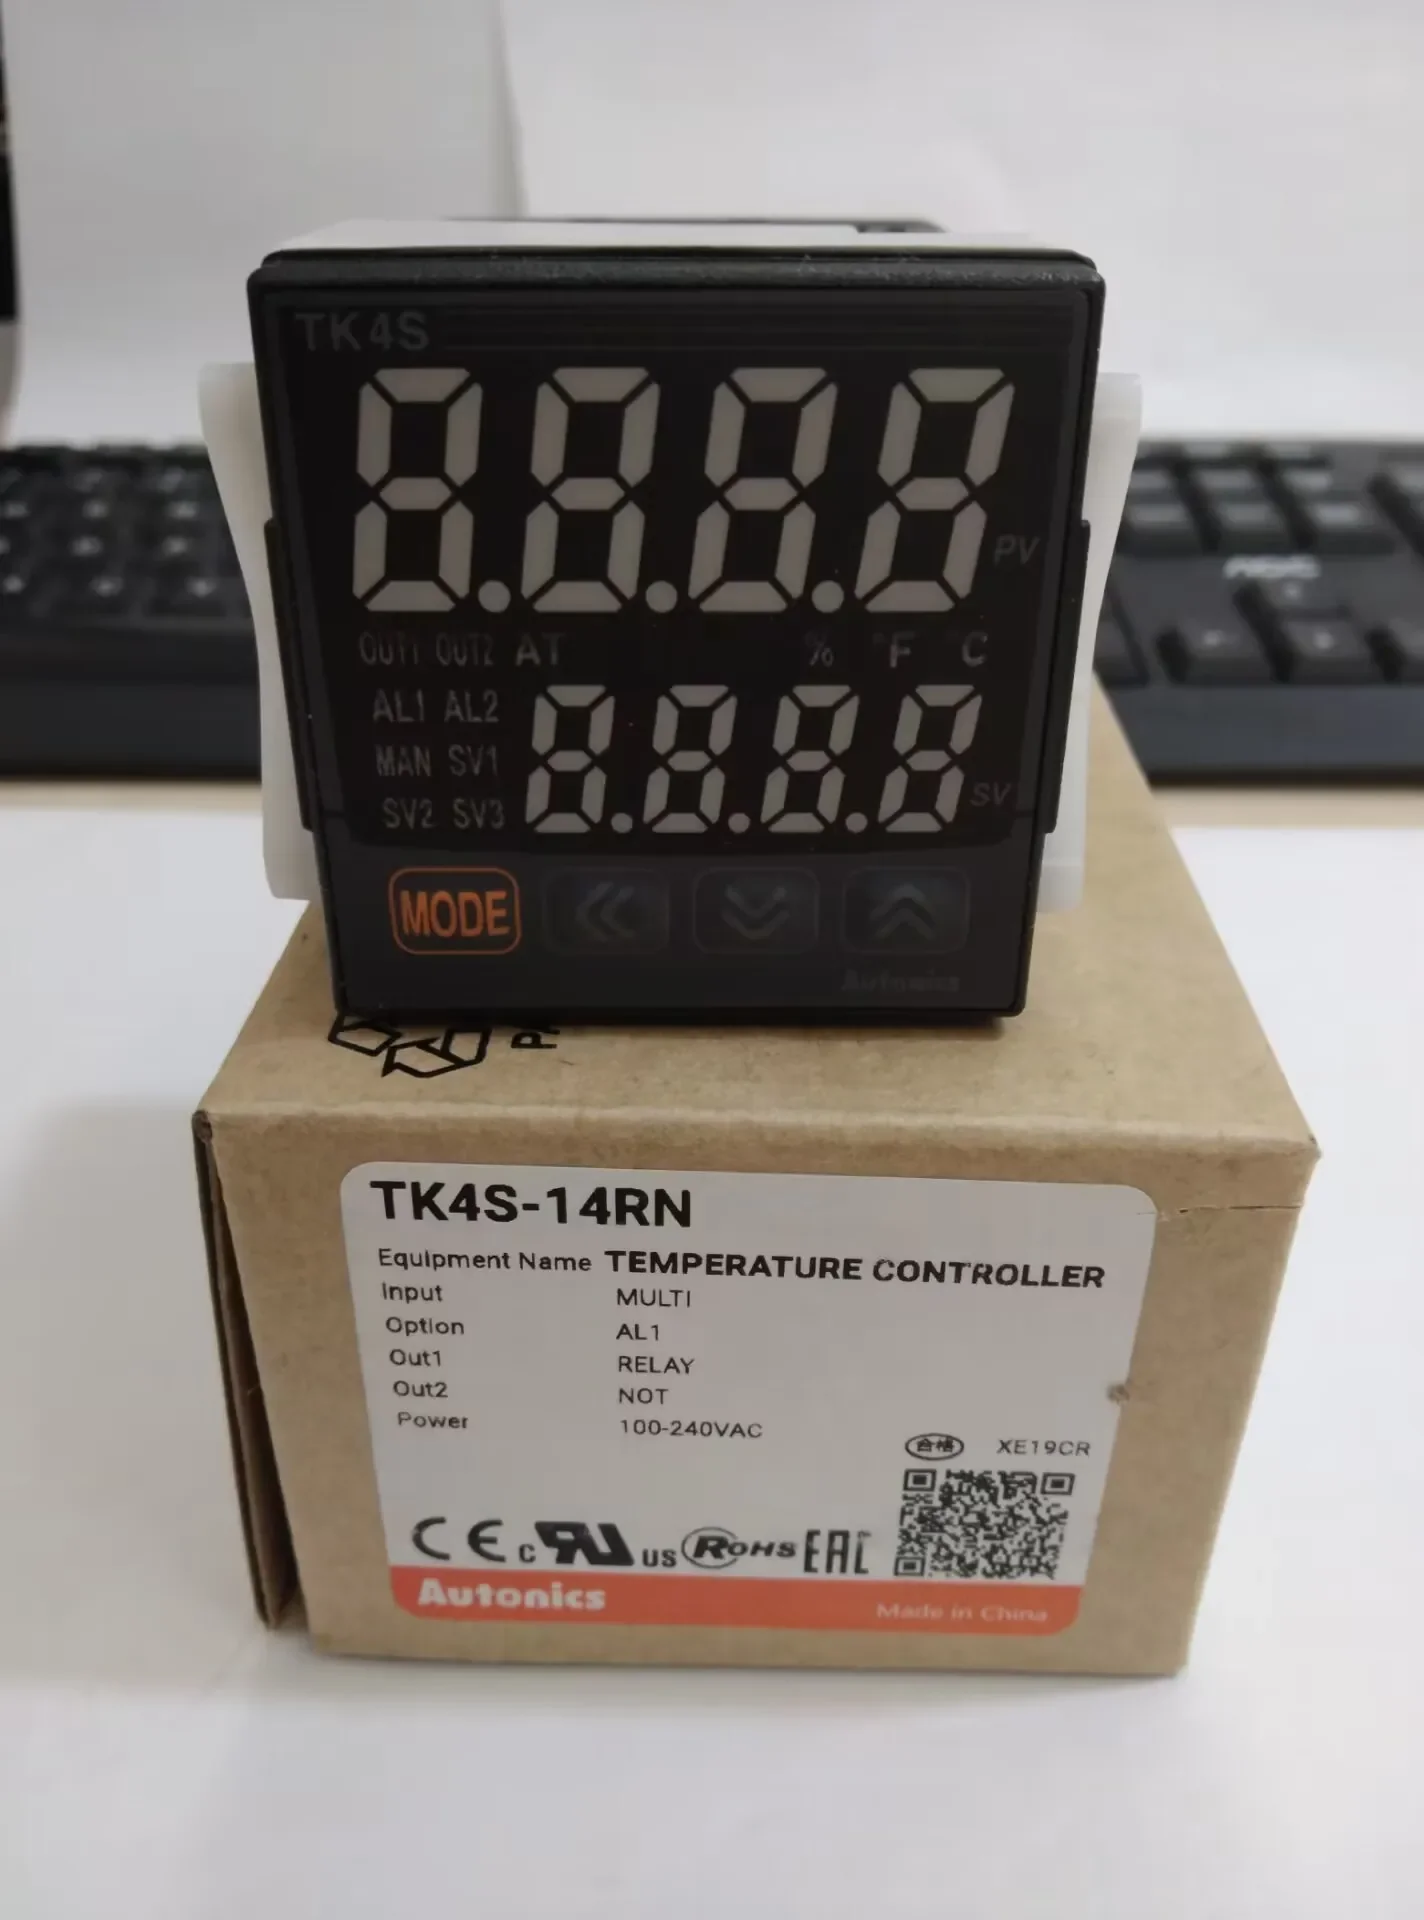 TK4S
8.8.8.8
PV
OUT1 OUT2 AT % °F °C
AL1 AL2
MAN SV1
SV2 SV3
8.8.8.8
SV
MODE
Autonics
TK4S-14RN
Equipment Name TEMPERATURE CONTROLLER
Input MULTI
Option AL1
Out1 RELAY
Out2 NOT
Power 100-240VAC
合格 XE19CR
CE c RU US RoHS EAC
Autonics
Made in China